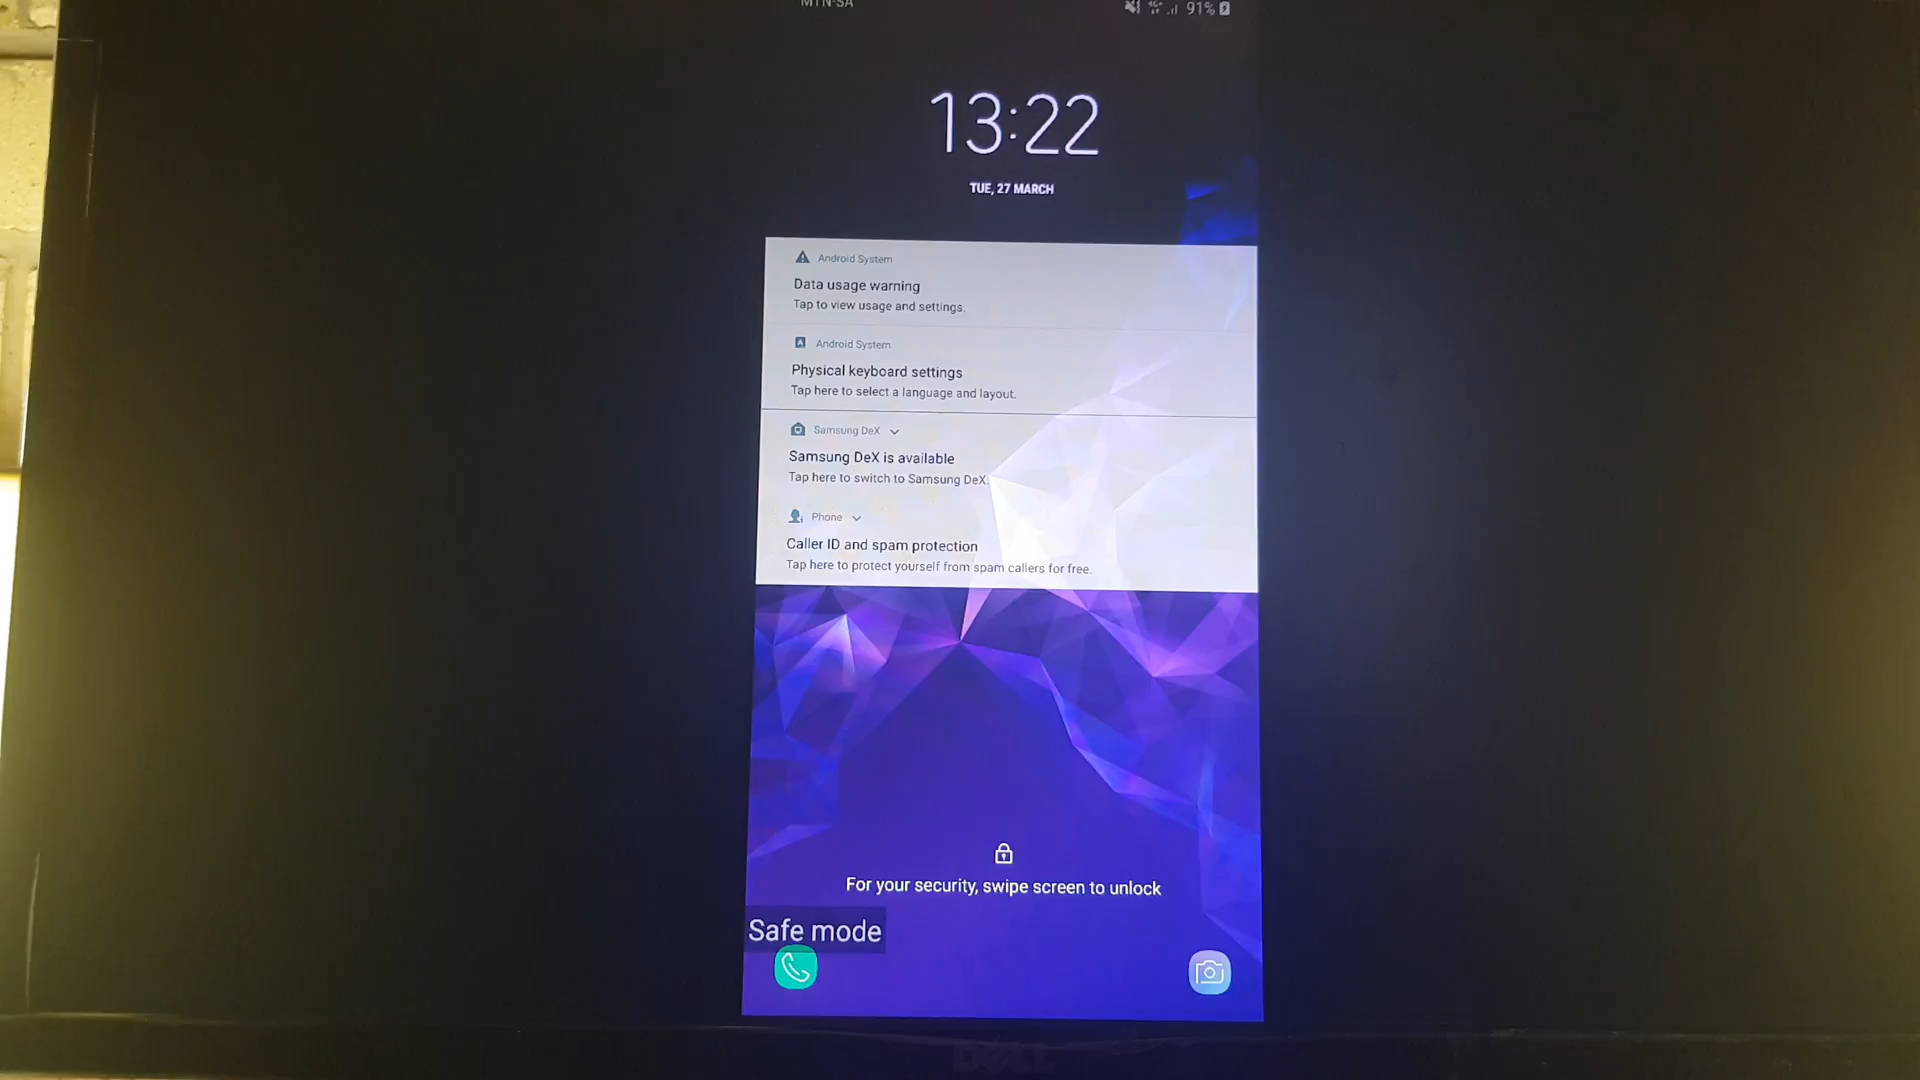 MTN-SA
91%
13:22
TUE, 27 MARCH
Android System
Data usage warning
Tap to view usage and settings.
Android System
Physical keyboard settings
Tap here to select a language and layout.
Samsung DeX
Samsung DeX is available
Tap here to switch to Samsung DeX.
Phone
Caller ID and spam protection
Tap here to protect yourself from spam callers for free.
For your security, swipe screen to unlock
Safe mode
DELL